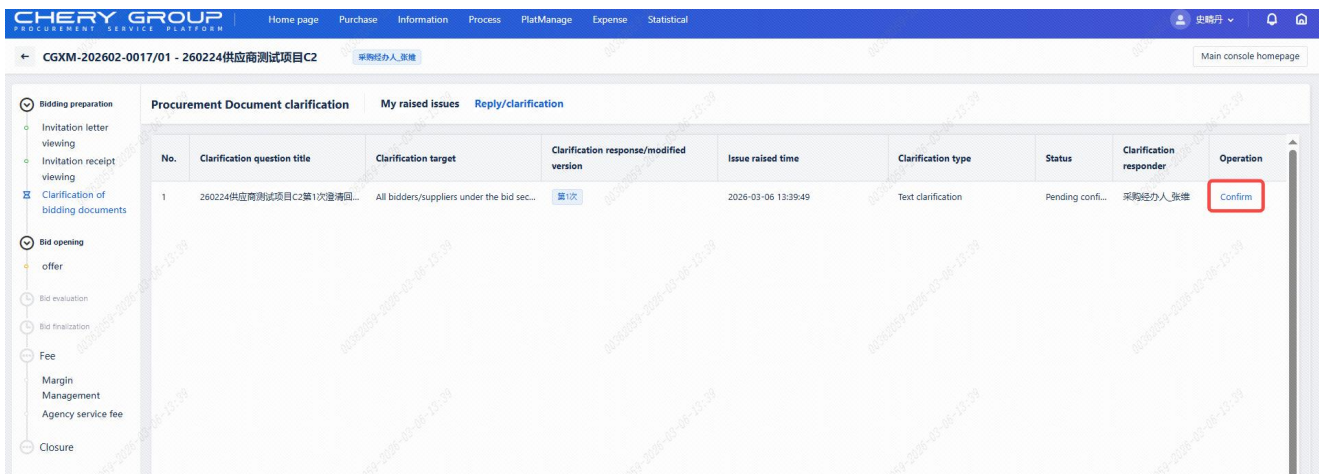 CHERY GROUP
PROCUREMENT SERVICE PLATFORM
Home page Purchase Information Process PlatManage Expense Statistical
史晴丹
CGXM-202602-0017/01 - 260224供应商测试项目C2
采购经办人_张维
Main console homepage
Bidding preparation
Invitation letter
viewing
Invitation receipt
viewing
Clarification of
bidding documents
Bid opening
offer
Bid evaluation
Bid finalization
Fee
Margin
Management
Agency service fee
Closure
Procurement Document clarification My raised issues Reply/clarification
No. Clarification question title Clarification target Clarification response/modified version Issue raised time Clarification type Status Clarification responder Operation
1 260224供应商测试项目C2第1次澄清回... All bidders/suppliers under the bid sec... 第1次 2026-03-06 13:39:49 Text clarification Pending confi... 采购经办人_张维 Confirm